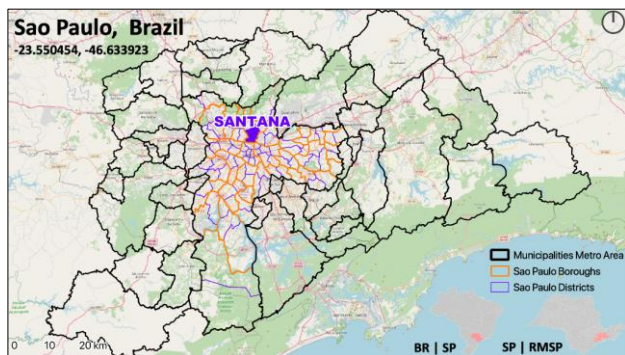 Sao Paulo, Brazil
-23.550454, -46.633923
SANTANA
Municipalities Metro Area
Sao Paulo Boroughs
Sao Paulo Districts
0 10 20 km
BR | SP SP | RMSP